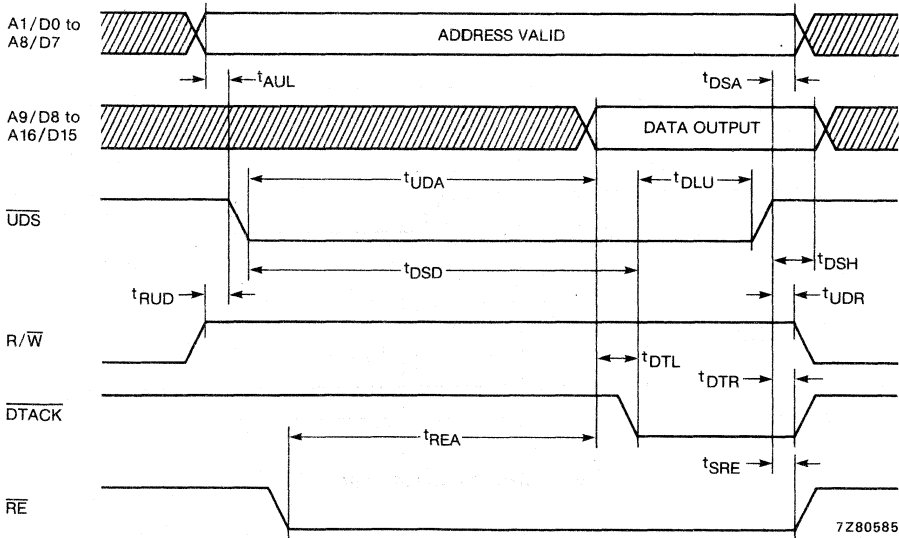 A1/D0 to
A8/D7
ADDRESS VALID
tAUL
tDSA
A9/D8 to
A16/D15
DATA OUTPUT
tUDA
tDLU
UDS
tDSD
tDSH
tRUD
tUDR
R/W
tDTL
tDTR
DTACK
tREA
tSRE
RE
7Z80585